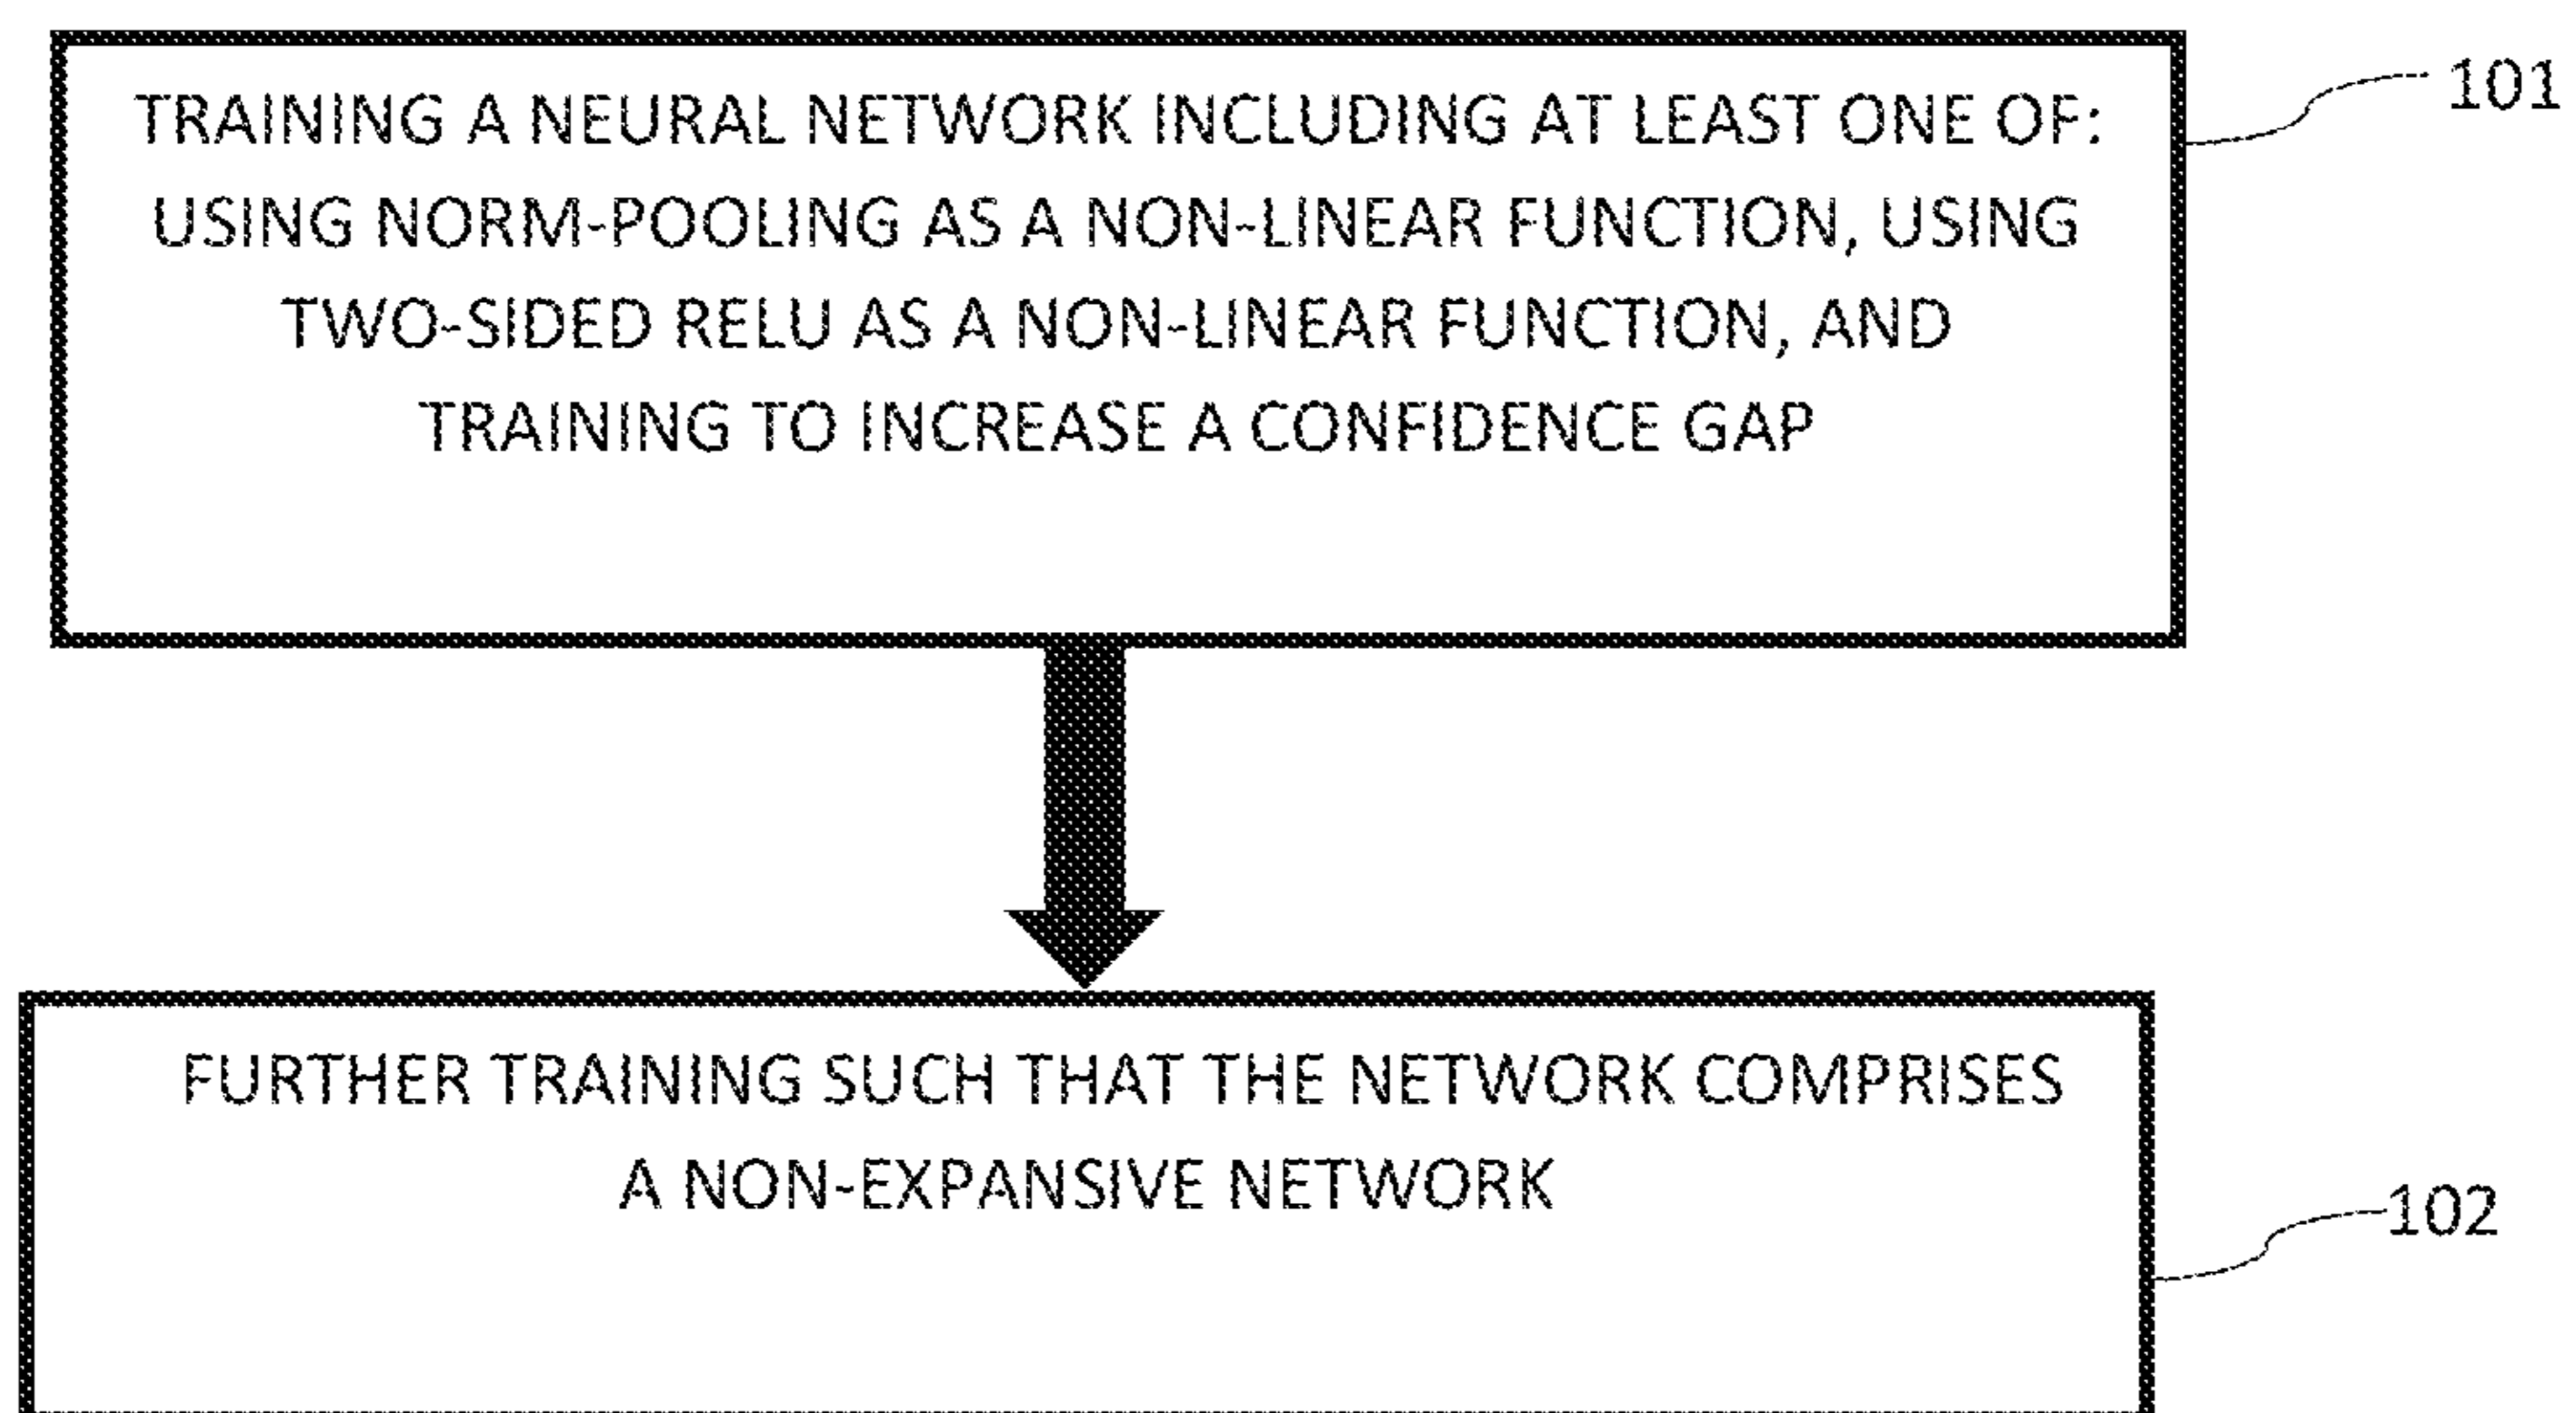 TRAINING A NEURAL NETWORK INCLUDING AT LEAST ONE OF:
USING NORM-POOLING AS A NON-LINEAR FUNCTION, USING
TWO-SIDED RELU AS A NON-LINEAR FUNCTION, AND
TRAINING TO INCREASE A CONFIDENCE GAP
101
FURTHER TRAINING SUCH THAT THE NETWORK COMPRISES
A NON-EXPANSIVE NETWORK
102